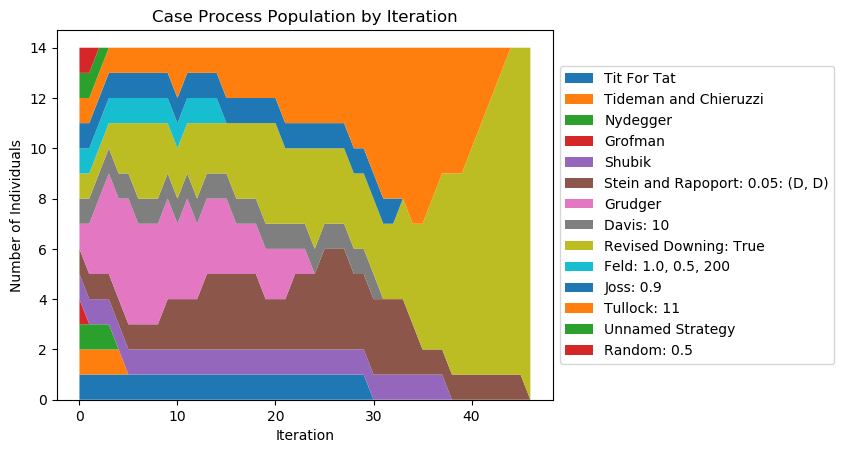 Case Process Population by Iteration
14
12
10
8
6
4
2
0
Number of Individuals
0 10 20 30 40
Iteration
Tit For Tat
Tideman and Chieruzzi
Nydegger
Grofman
Shubik
Stein and Rapoport: 0.05: (D, D)
Grudger
Davis: 10
Revised Downing: True
Feld: 1.0, 0.5, 200
Joss: 0.9
Tullock: 11
Unnamed Strategy
Random: 0.5